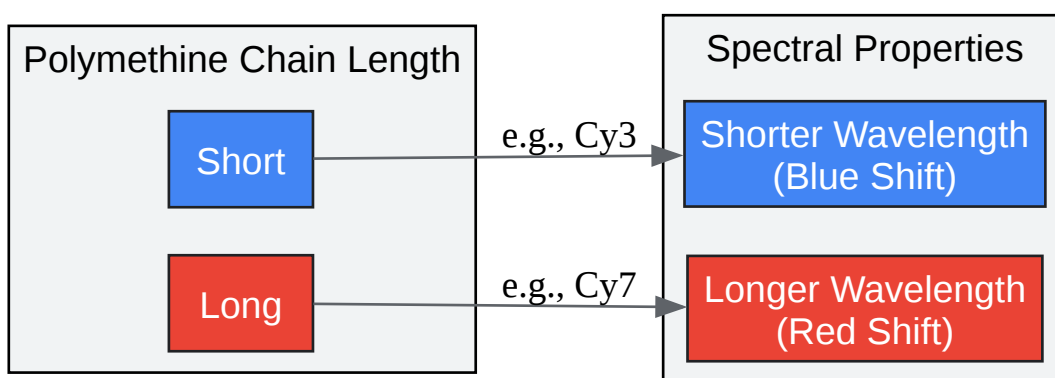 Polymethine Chain Length
Short
Long
e.g., Cy3
e.g., Cy7
Spectral Properties
Shorter Wavelength
(Blue Shift)
Longer Wavelength
(Red Shift)